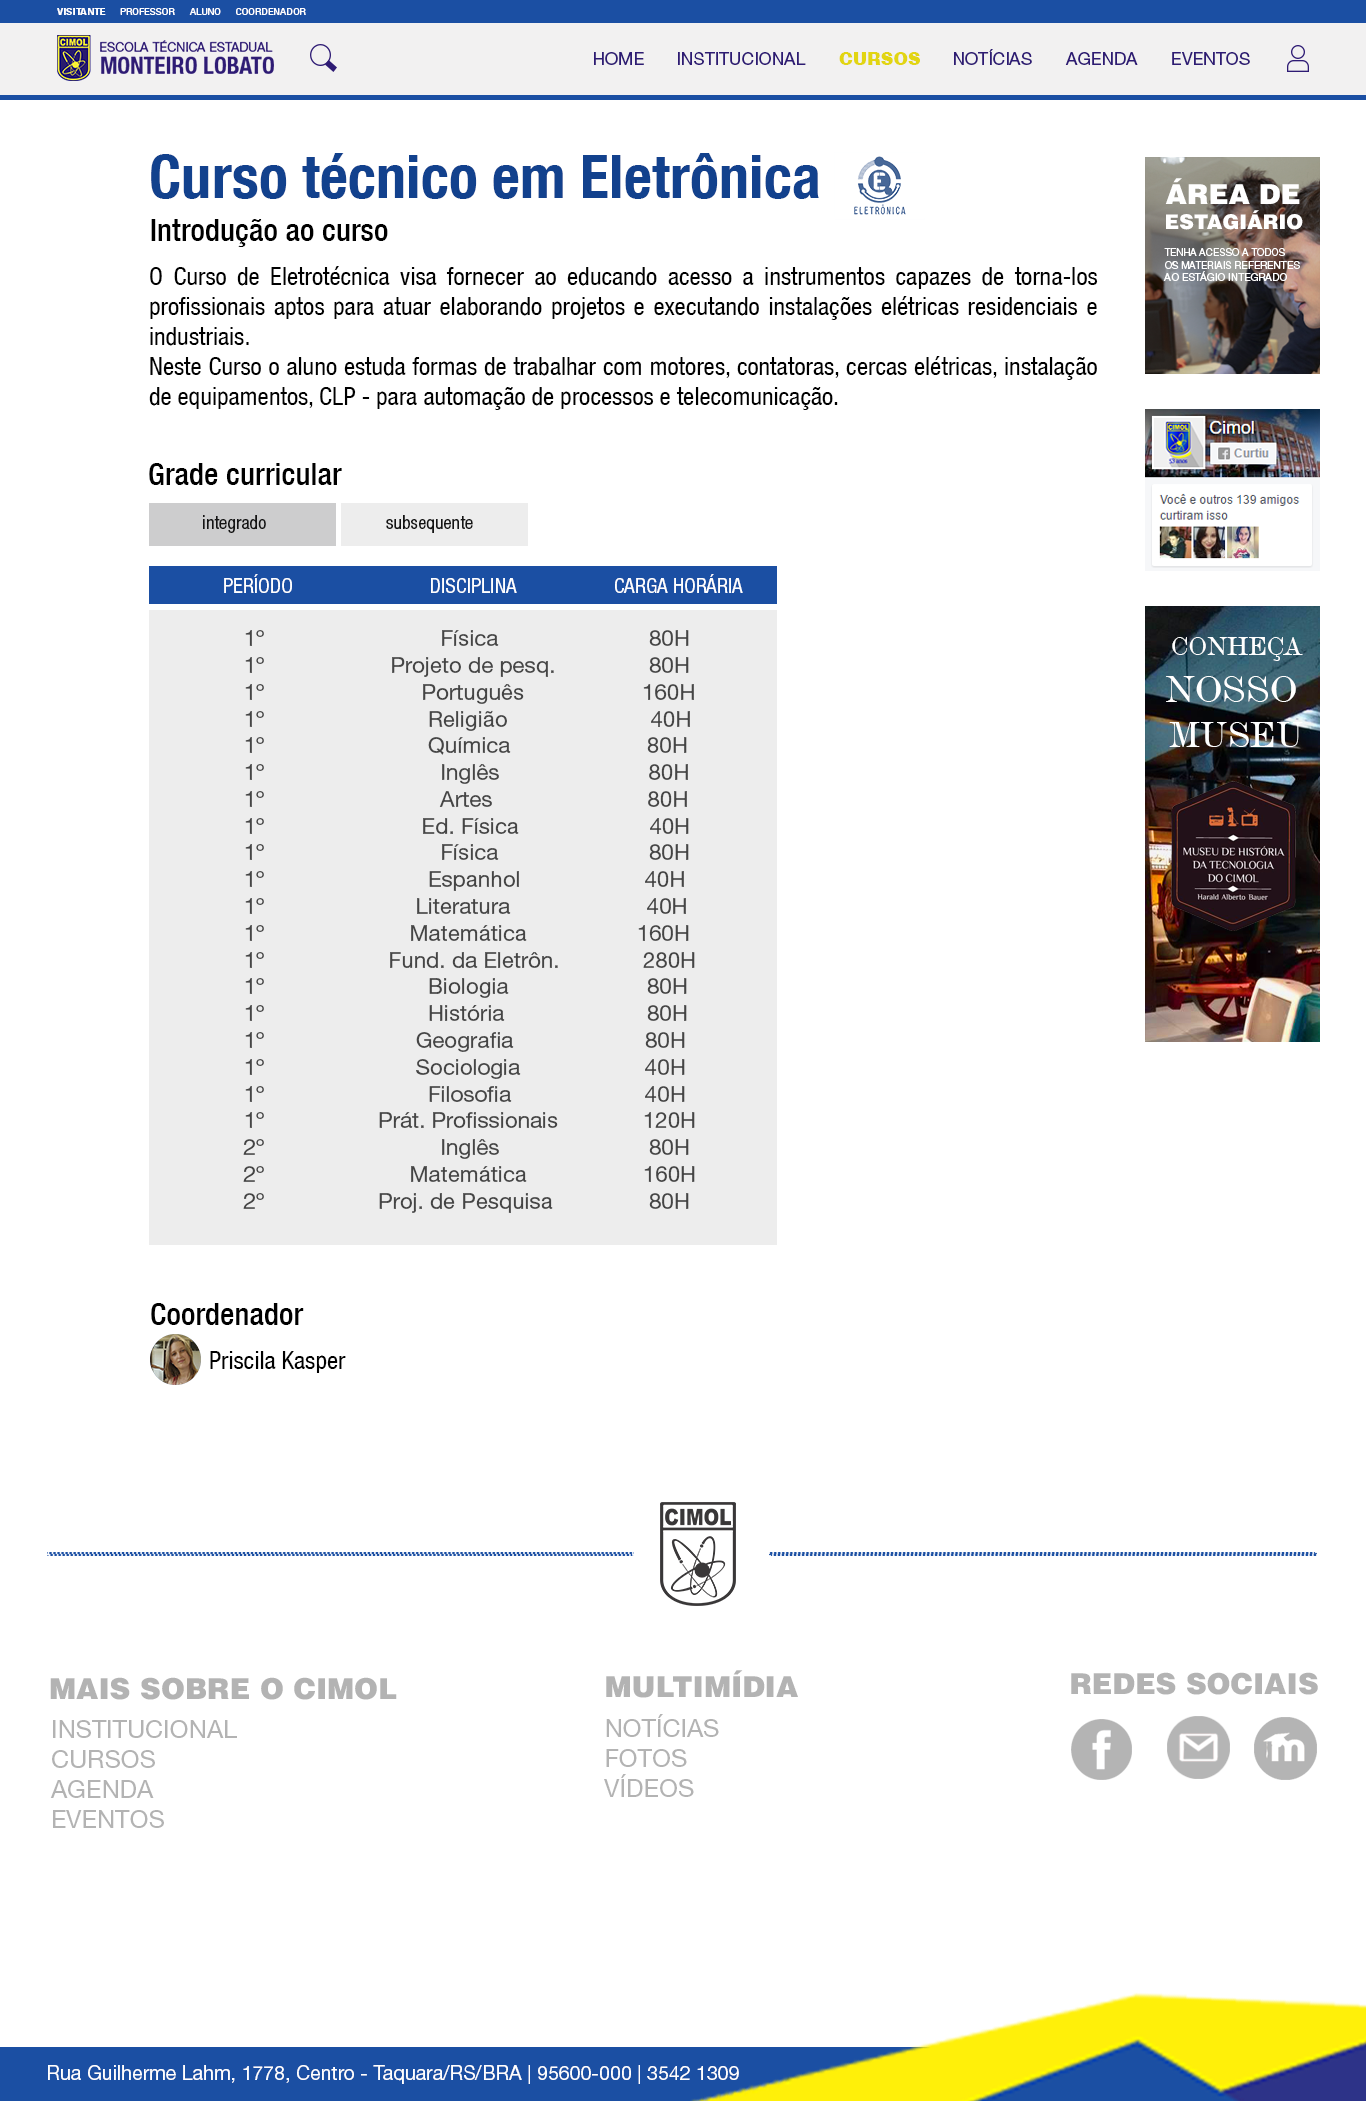 VISITANTE PROFESSOR ALUNO COORDENADOR
CIMOL
ESCOLA TÉCNICA ESTADUAL
MONTEIRO LOBATO
HOME INSTITUCIONAL CURSOS NOTÍCIAS AGENDA EVENTOS
Curso técnico em Eletrônica
E
ELETRÔNICA
Introdução ao curso
O Curso de Eletrotécnica visa fornecer ao educando acesso a instrumentos capazes de torna-los
profissionais aptos para atuar elaborando projetos e executando instalações elétricas residenciais e
industriais.
Neste Curso o aluno estuda formas de trabalhar com motores, contatoras, cercas elétricas, instalação
de equipamentos, CLP - para automação de processos e telecomunicação.
Grade curricular
integrado subsequente
PERÍODO DISCIPLINA CARGA HORÁRIA
1º Física 80H
1º Projeto de pesq. 80H
1º Português 160H
1º Religião 40H
1º Química 80H
1º Inglês 80H
1º Artes 80H
1º Ed. Física 40H
1º Física 80H
1º Espanhol 40H
1º Literatura 40H
1º Matemática 160H
1º Fund. da Eletrôn. 280H
1º Biologia 80H
1º História 80H
1º Geografia 80H
1º Sociologia 40H
1º Filosofia 40H
1º Prát. Profissionais 120H
2º Inglês 80H
2º Matemática 160H
2º Proj. de Pesquisa 80H
Coordenador
Priscila Kasper
ÁREA DE
ESTAGIÁRIO
TENHA ACESSO A TODOS
OS MATERIAIS REFERENTES
AO ESTÁGIO INTEGRADO
CIMOL
Cimol
Curtiu
Você e outros 139 amigos
curtiram isso
CONHEÇA
NOSSO
MUSEU
MUSEU DE HISTÓRIA
DA TECNOLOGIA
DO CIMOL
Harald Alberto Bauer
CIMOL
MAIS SOBRE O CIMOL
INSTITUCIONAL
CURSOS
AGENDA
EVENTOS
MULTIMÍDIA
NOTÍCIAS
FOTOS
VÍDEOS
REDES SOCIAIS
f m
Rua Guilherme Lahm, 1778, Centro - Taquara/RS/BRA | 95600-000 | 3542 1309